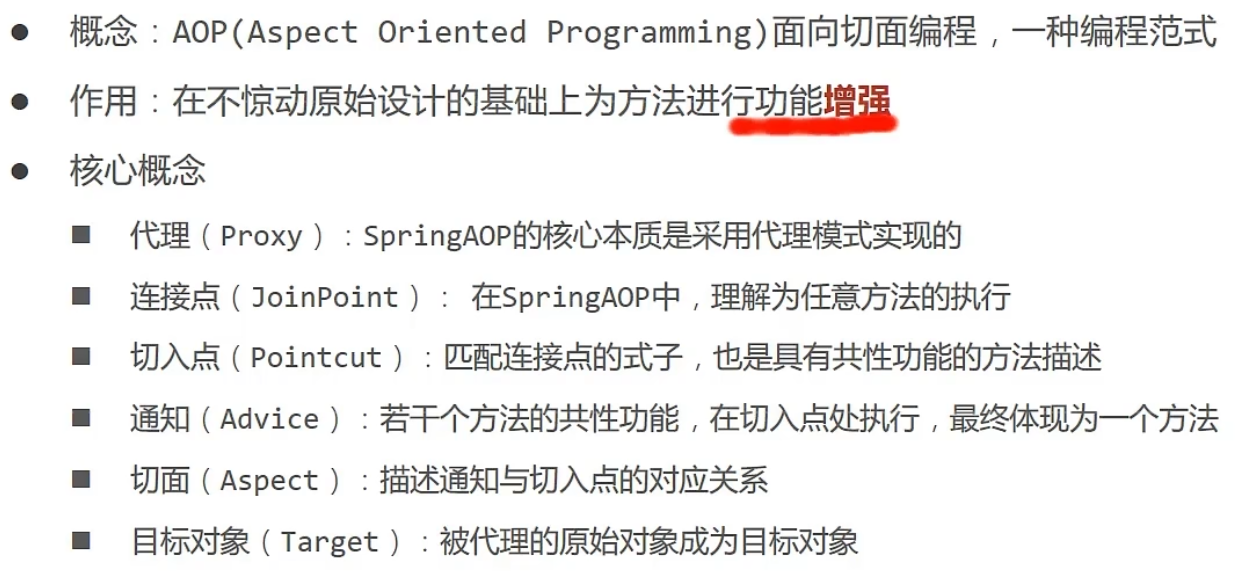 概念：AOP(Aspect Oriented Programming)面向切面编程，一种编程范式
作用：在不惊动原始设计的基础上为方法进行功能增强
核心概念
代理（Proxy）：SpringAOP的核心本质是采用代理模式实现的
连接点（JoinPoint）： 在SpringAOP中，理解为任意方法的执行
切入点（Pointcut）：匹配连接点的式子，也是具有共性功能的方法描述
通知（Advice）：若干个方法的共性功能，在切入点处执行，最终体现为一个方法
切面（Aspect）：描述通知与切入点的对应关系
目标对象（Target）：被代理的原始对象成为目标对象